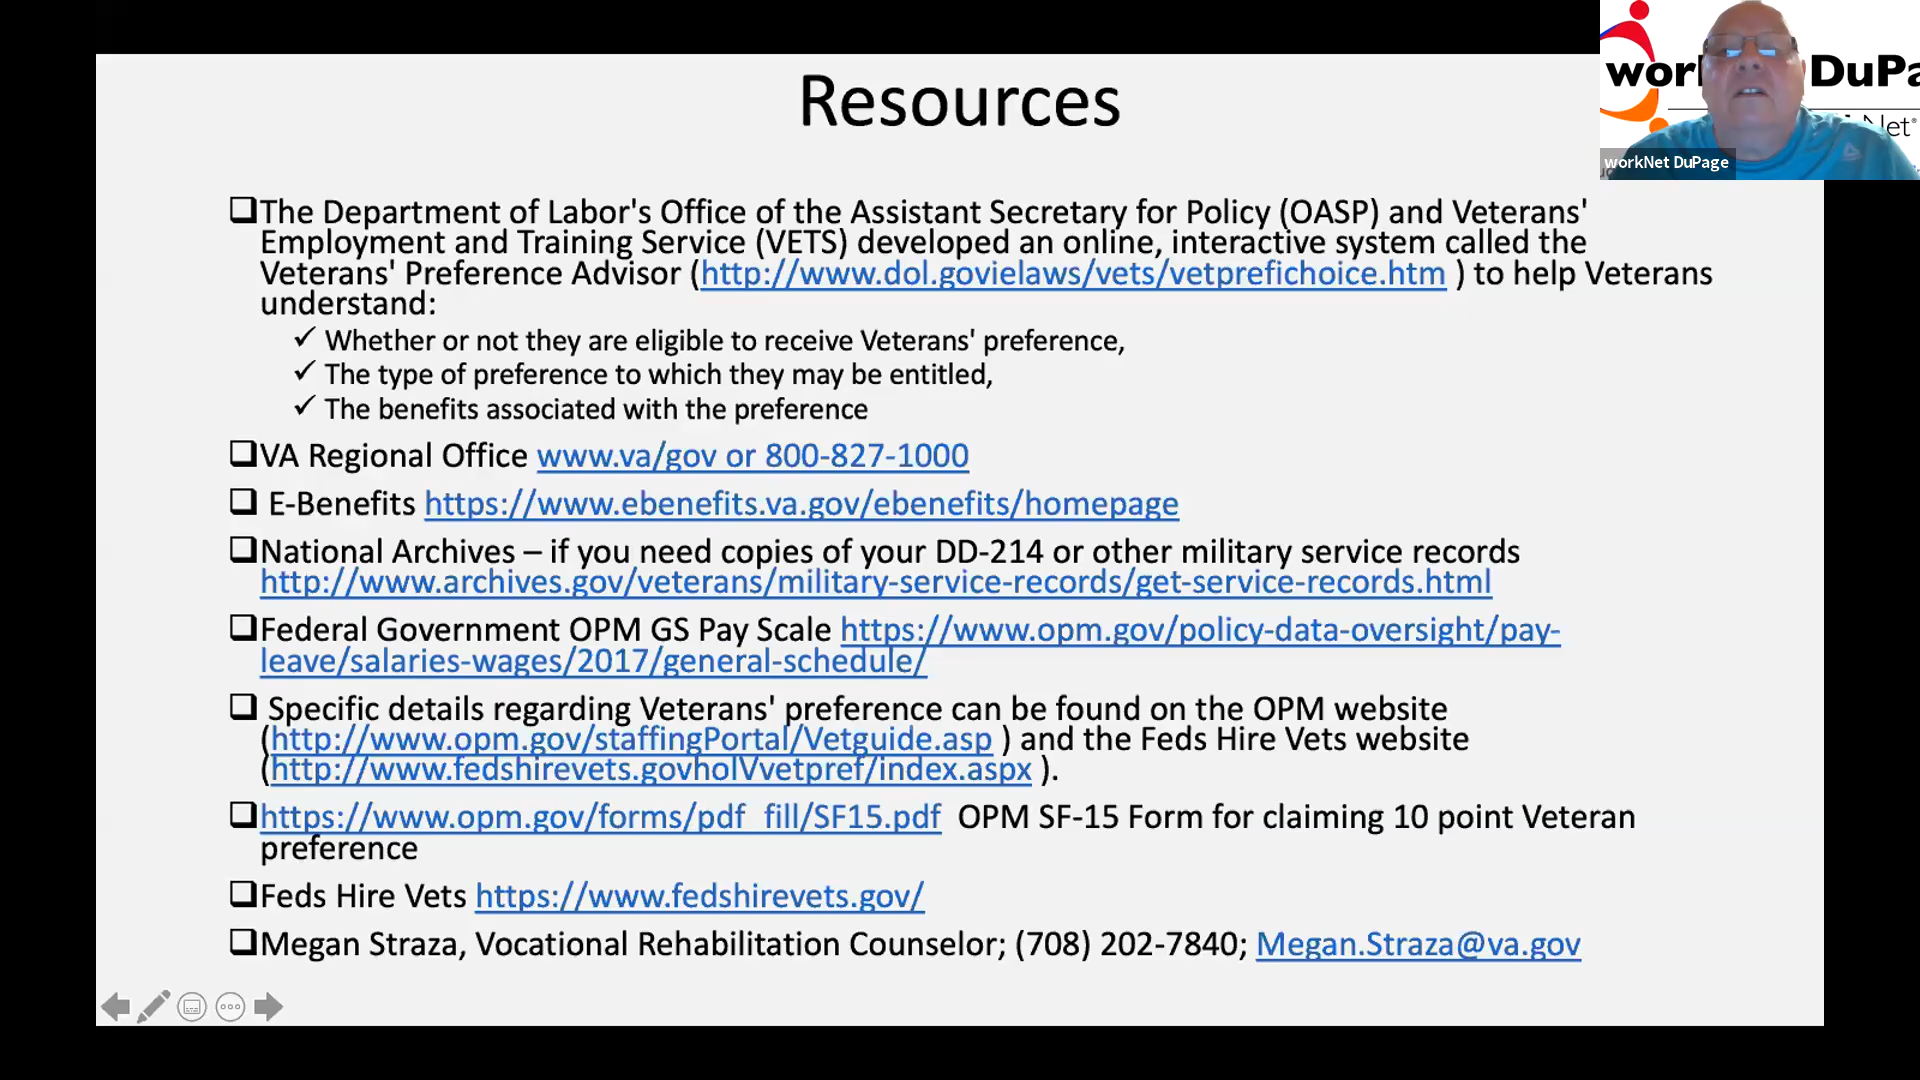 Resources
❑The Department of Labor's Office of the Assistant Secretary for Policy (OASP) and Veterans'
Employment and Training Service (VETS) developed an online, interactive system called the
Veterans' Preference Advisor (http://www.dol.govielaws/vets/vetprefichoice.htm ) to help Veterans
understand:
✓ Whether or not they are eligible to receive Veterans' preference,
✓ The type of preference to which they may be entitled,
✓ The benefits associated with the preference
❑VA Regional Office www.va/gov or 800-827-1000
❑ E-Benefits https://www.ebenefits.va.gov/ebenefits/homepage
❑National Archives – if you need copies of your DD-214 or other military service records
http://www.archives.gov/veterans/military-service-records/get-service-records.html
❑Federal Government OPM GS Pay Scale https://www.opm.gov/policy-data-oversight/pay-
leave/salaries-wages/2017/general-schedule/
❑ Specific details regarding Veterans' preference can be found on the OPM website
(http://www.opm.gov/staffingPortal/Vetguide.asp ) and the Feds Hire Vets website
(http://www.fedshirevets.govholVvetpref/index.aspx ).
❑https://www.opm.gov/forms/pdf_fill/SF15.pdf OPM SF-15 Form for claiming 10 point Veteran
preference
❑Feds Hire Vets https://www.fedshirevets.gov/
❑Megan Straza, Vocational Rehabilitation Counselor; (708) 202-7840; Megan.Straza@va.gov
wor DuPa
Net
workNet DuPage